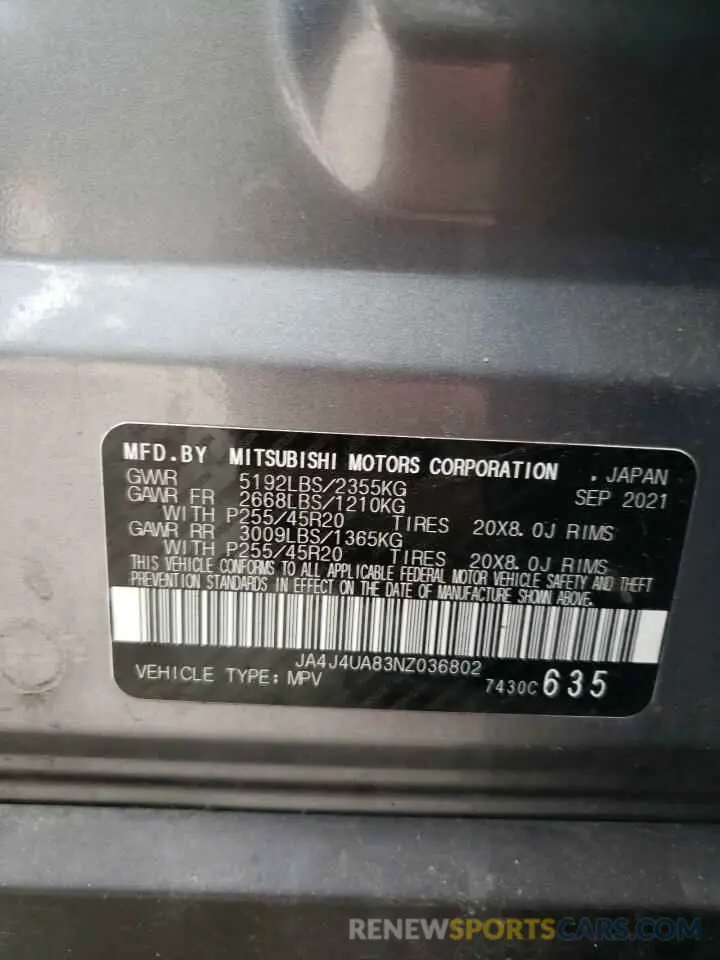 MFD.BY MITSUBISHI MOTORS CORPORATION , JAPAN
GVWR 5192LBS/2355KG SEP 2021
GAWR FR 2668LBS/1210KG
WITH P255/45R20 TIRES 20X8.0J RIMS
GAWR RR 3009LBS/1365KG
WITH P255/45R20 TIRES 20X8.0J RIMS
THIS VEHICLE CONFORMS TO ALL APPLICABLE FEDERAL MOTOR VEHICLE SAFETY AND THEFT
PREVENTION STANDARDS IN EFFECT ON THE DATE OF MANUFACTURE SHOWN ABOVE.
JA4J4UA83NZ036802
VEHICLE TYPE: MPV 7430C 635
RENEWSPORTSCARS.COM